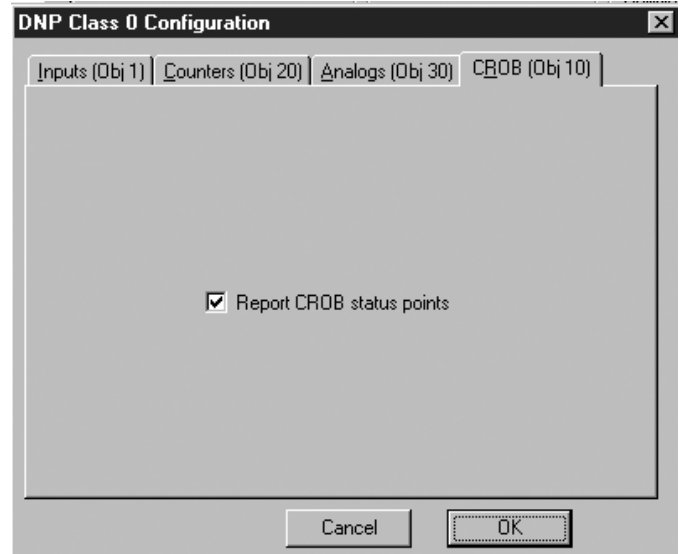 DNP Class 0 Configuration
Inputs (Obj 1) Counters (Obj 20) Analogs (Obj 30) CROB (Obj 10)
Report CROB status points
Cancel OK